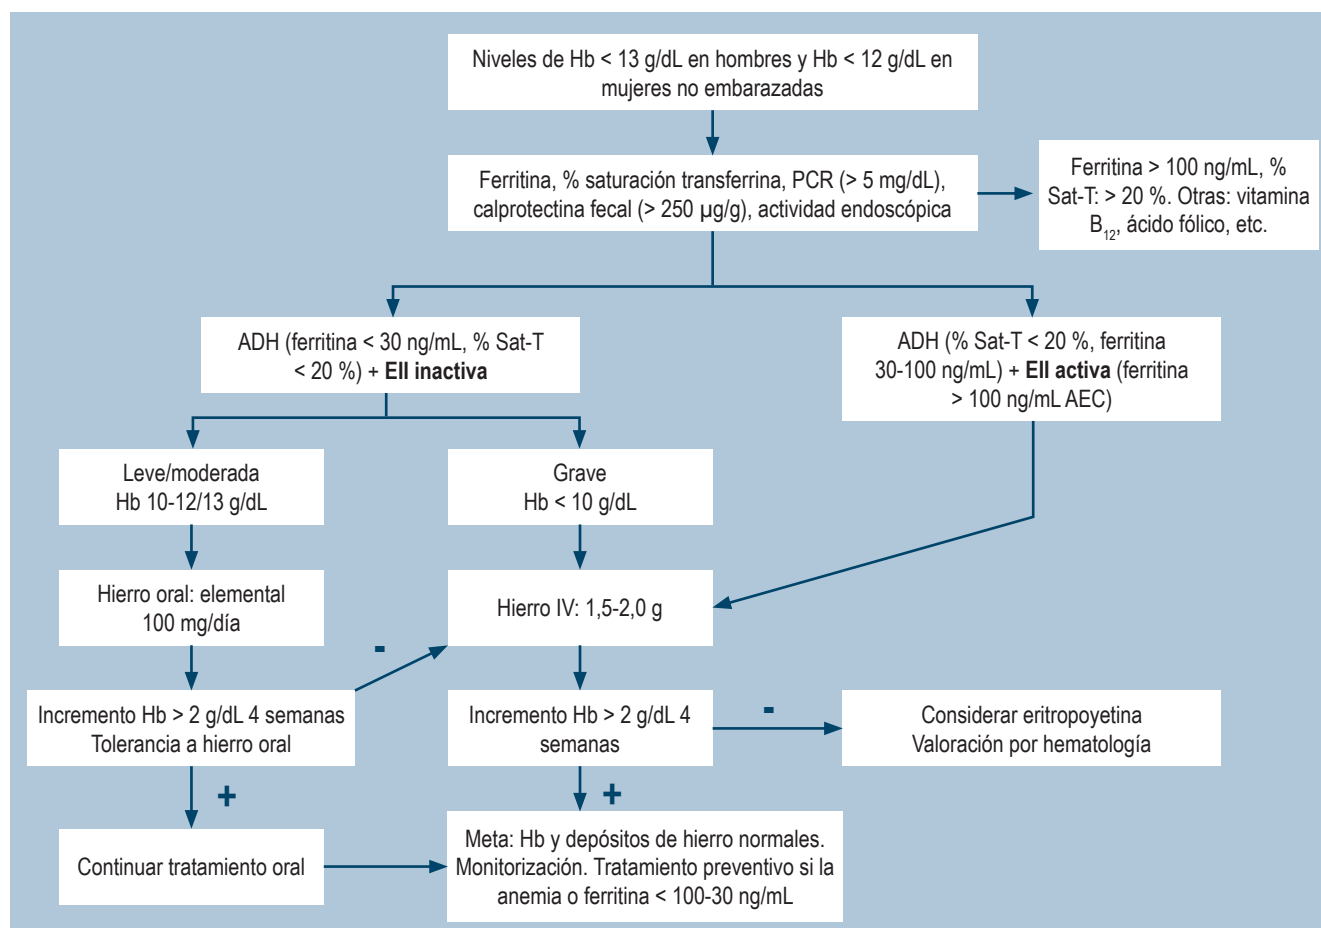 Niveles de Hb < 13 g/dL en hombres y Hb < 12 g/dL en
mujeres no embarazadas
Ferritina, % saturación transferrina, PCR (> 5 mg/dL),
calprotectina fecal (> 250 µg/g), actividad endoscópica
Ferritina > 100 ng/mL, %
Sat-T: > 20 %. Otras: vitamina
B12, ácido fólico, etc.
ADH (ferritina < 30 ng/mL, % Sat-T
< 20 %) + EII inactiva
ADH (% Sat-T < 20 %, ferritina
30-100 ng/mL) + EII activa (ferritina
> 100 ng/mL AEC)
Leve/moderada
Hb 10-12/13 g/dL
Grave
Hb < 10 g/dL
Hierro oral: elemental
100 mg/día
Hierro IV: 1,5-2,0 g
-
Incremento Hb > 2 g/dL 4 semanas
Tolerancia a hierro oral
Incremento Hb > 2 g/dL 4
semanas
-
Considerar eritropoyetina
Valoración por hematología
+
+
Continuar tratamiento oral
Meta: Hb y depósitos de hierro normales.
Monitorización. Tratamiento preventivo si la
anemia o ferritina < 100-30 ng/mL